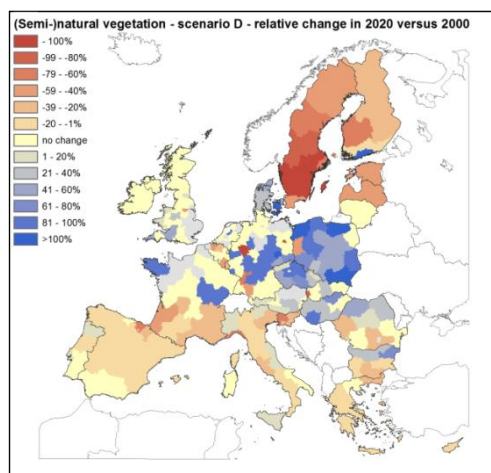 (Semi-)natural vegetation - scenario D - relative change in 2020 versus 2000
- 100%
-99 - -80%
-79 - -60%
-59 - -40%
-39 - -20%
-20 - -1%
no change
1 - 20%
21 - 40%
41 - 60%
61 - 80%
81 - 100%
>100%